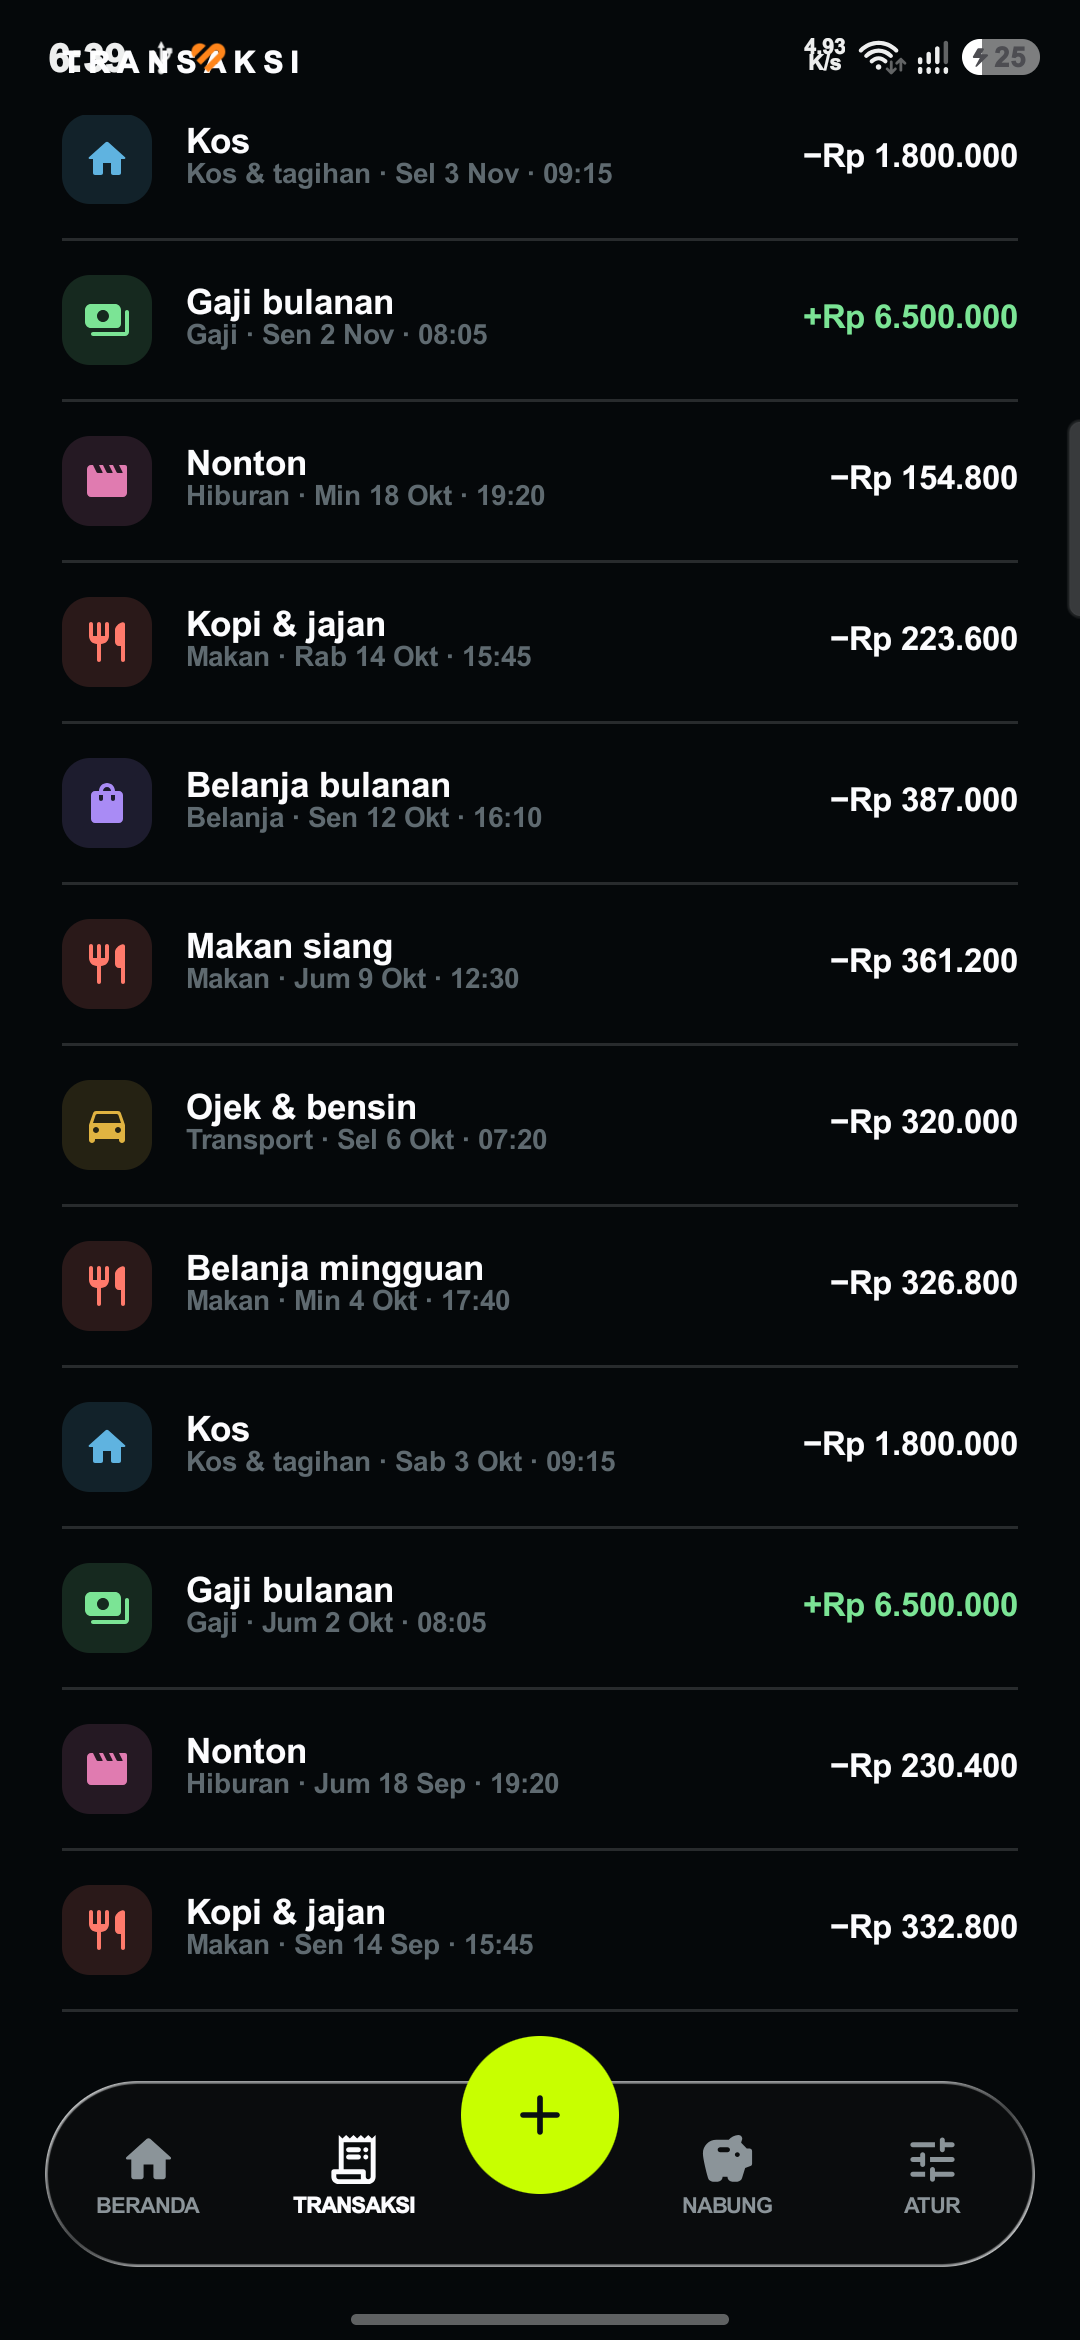 6:39
TRANSAKSI
4.93 K/s
25
Kos
−Rp 1.800.000
Kos & tagihan · Sel 3 Nov · 09:15
Gaji bulanan
+Rp 6.500.000
Gaji · Sen 2 Nov · 08:05
Nonton
−Rp 154.800
Hiburan · Min 18 Okt · 19:20
Kopi & jajan
−Rp 223.600
Makan · Rab 14 Okt · 15:45
Belanja bulanan
−Rp 387.000
Belanja · Sen 12 Okt · 16:10
Makan siang
−Rp 361.200
Makan · Jum 9 Okt · 12:30
Ojek & bensin
−Rp 320.000
Transport · Sel 6 Okt · 07:20
Belanja mingguan
−Rp 326.800
Makan · Min 4 Okt · 17:40
Kos
−Rp 1.800.000
Kos & tagihan · Sab 3 Okt · 09:15
Gaji bulanan
+Rp 6.500.000
Gaji · Jum 2 Okt · 08:05
Nonton
−Rp 230.400
Hiburan · Jum 18 Sep · 19:20
Kopi & jajan
−Rp 332.800
Makan · Sen 14 Sep · 15:45
BERANDA
TRANSAKSI
NABUNG
ATUR